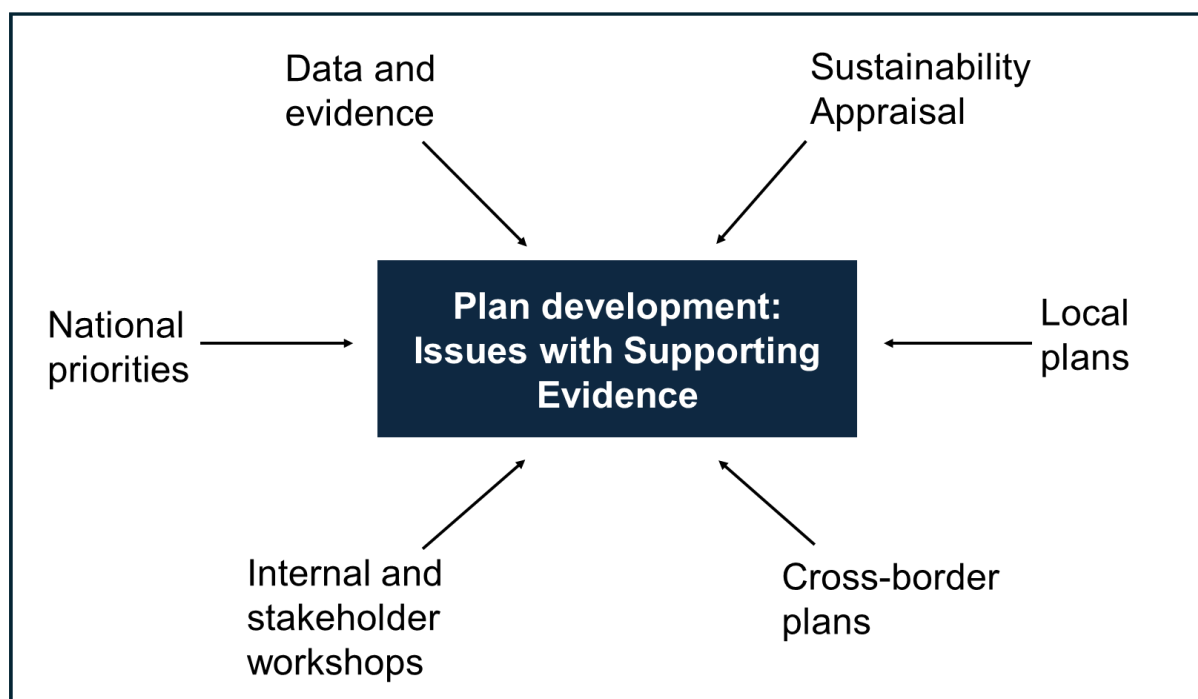 Data and
evidence
Sustainability
Appraisal
National
priorities
Plan development:
Issues with Supporting
Evidence
Local
plans
Internal and
stakeholder
workshops
Cross-border
plans